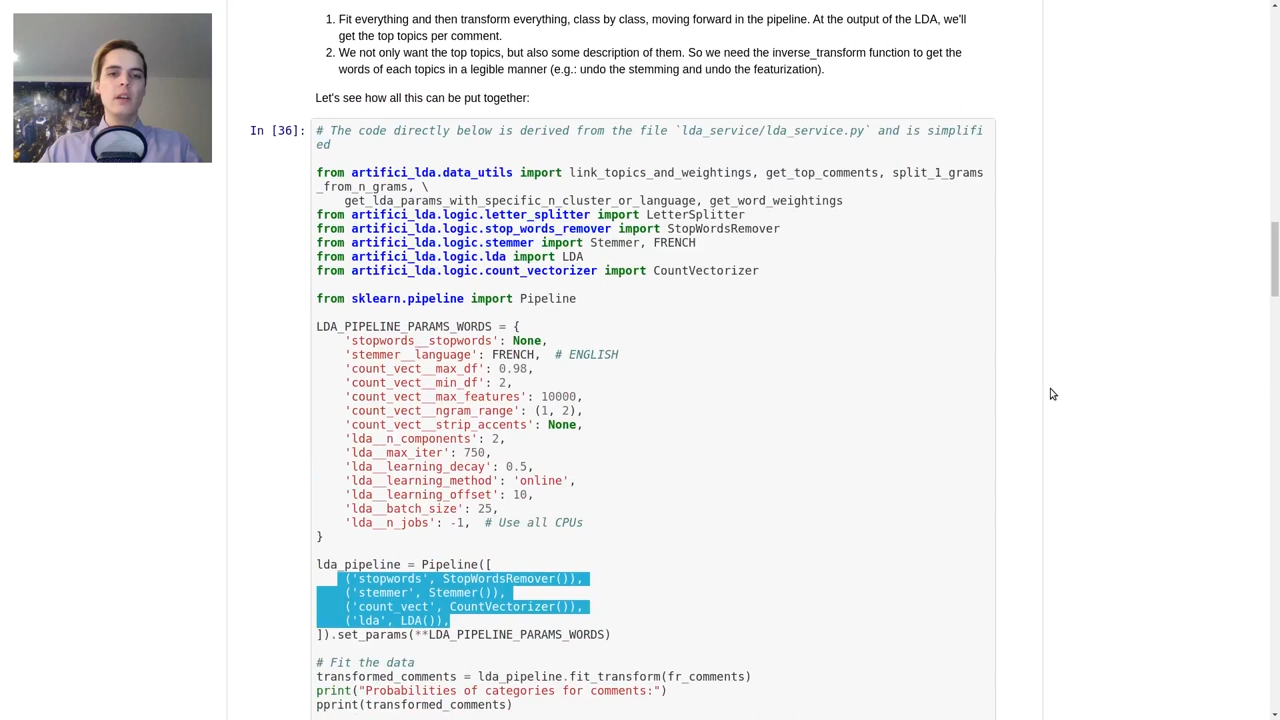 1. Fit everything and then transform everything, class by class, moving forward in the pipeline. At the output of the LDA, we'll
get the top topics per comment.
2. We not only want the top topics, but also some description of them. So we need the inverse_transform function to get the
words of each topics in a legible manner (e.g.: undo the stemming and undo the featurization).
Let's see how all this can be put together:
In [36]:
# The code directly below is derived from the file `lda_service/lda_service.py` and is simplifi
ed
from artifici_lda.data_utils import link_topics_and_weightings, get_top_comments, split_1_grams
_from_n_grams, \
    get_lda_params_with_specific_n_cluster_or_language, get_word_weightings
from artifici_lda.logic.letter_splitter import LetterSplitter
from artifici_lda.logic.stop_words_remover import StopWordsRemover
from artifici_lda.logic.stemmer import Stemmer, FRENCH
from artifici_lda.logic.lda import LDA
from artifici_lda.logic.count_vectorizer import CountVectorizer
from sklearn.pipeline import Pipeline
LDA_PIPELINE_PARAMS_WORDS = {
    'stopwords__stopwords': None,
    'stemmer__language': FRENCH,  # ENGLISH
    'count_vect__max_df': 0.98,
    'count_vect__min_df': 2,
    'count_vect__max_features': 10000,
    'count_vect__ngram_range': (1, 2),
    'count_vect__strip_accents': None,
    'lda__n_components': 2,
    'lda__max_iter': 750,
    'lda__learning_decay': 0.5,
    'lda__learning_method': 'online',
    'lda__learning_offset': 10,
    'lda__batch_size': 25,
    'lda__n_jobs': -1,  # Use all CPUs
}
lda_pipeline = Pipeline([
    ('stopwords', StopWordsRemover()),
    ('stemmer', Stemmer()),
    ('count_vect', CountVectorizer()),
    ('lda', LDA()),
]).set_params(**LDA_PIPELINE_PARAMS_WORDS)
# Fit the data
transformed_comments = lda_pipeline.fit_transform(fr_comments)
print("Probabilities of categories for comments:")
pprint(transformed_comments)